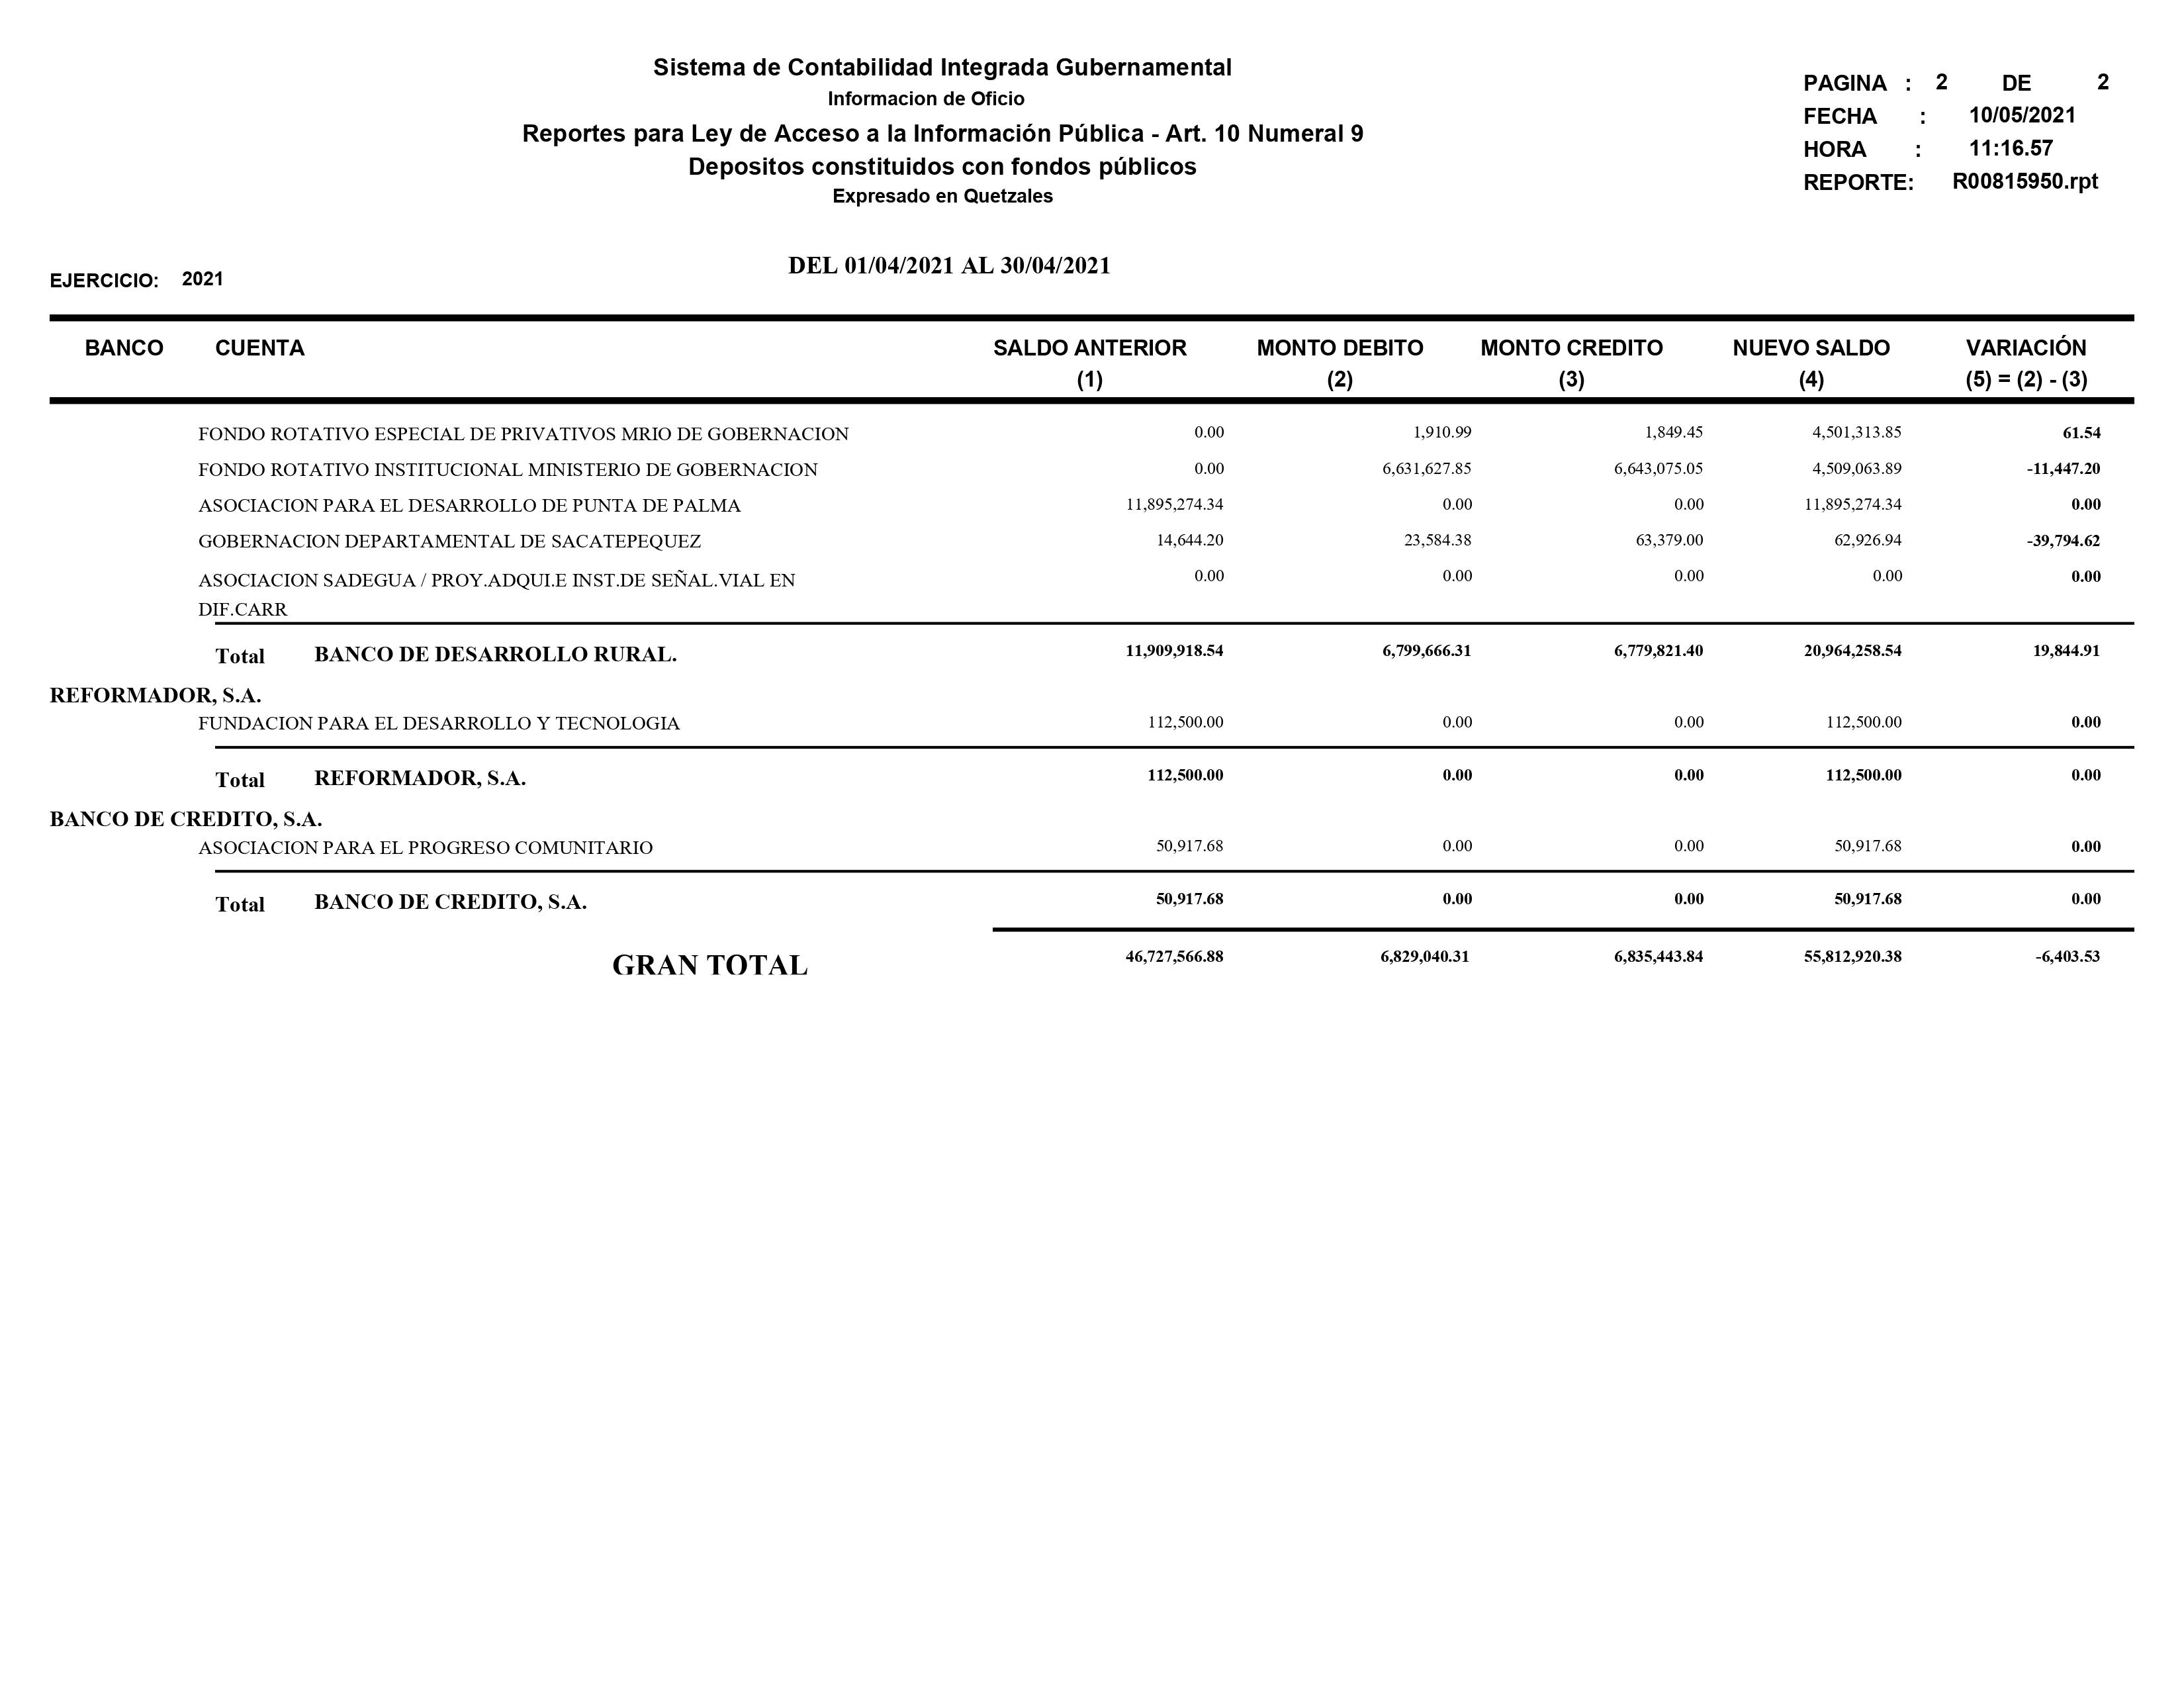 Sistema de Contabilidad Integrada Gubernamental
Informacion de Oficio
Reportes para Ley de Acceso a la Información Pública - Art. 10 Numeral 9
Depositos constituidos con fondos públicos
Expresado en Quetzales
PAGINA : 2 DE 2
FECHA : 10/05/2021
HORA : 11:16.57
REPORTE: R00815950.rpt
DEL 01/04/2021 AL 30/04/2021
EJERCICIO: 2021
BANCO CUENTA SALDO ANTERIOR MONTO DEBITO MONTO CREDITO NUEVO SALDO VARIACIÓN
(1) (2) (3) (4) (5) = (2) - (3)
FONDO ROTATIVO ESPECIAL DE PRIVATIVOS MRIO DE GOBERNACION 0.00 1,910.99 1,849.45 4,501,313.85 61.54
FONDO ROTATIVO INSTITUCIONAL MINISTERIO DE GOBERNACION 0.00 6,631,627.85 6,643,075.05 4,509,063.89 -11,447.20
ASOCIACION PARA EL DESARROLLO DE PUNTA DE PALMA 11,895,274.34 0.00 0.00 11,895,274.34 0.00
GOBERNACION DEPARTAMENTAL DE SACATEPEQUEZ 14,644.20 23,584.38 63,379.00 62,926.94 -39,794.62
ASOCIACION SADEGUA / PROY.ADQUI.E INST.DE SEÑAL.VIAL EN 0.00 0.00 0.00 0.00 0.00
DIF.CARR
Total BANCO DE DESARROLLO RURAL. 11,909,918.54 6,799,666.31 6,779,821.40 20,964,258.54 19,844.91
REFORMADOR, S.A.
FUNDACION PARA EL DESARROLLO Y TECNOLOGIA 112,500.00 0.00 0.00 112,500.00 0.00
Total REFORMADOR, S.A. 112,500.00 0.00 0.00 112,500.00 0.00
BANCO DE CREDITO, S.A.
ASOCIACION PARA EL PROGRESO COMUNITARIO 50,917.68 0.00 0.00 50,917.68 0.00
Total BANCO DE CREDITO, S.A. 50,917.68 0.00 0.00 50,917.68 0.00
GRAN TOTAL 46,727,566.88 6,829,040.31 6,835,443.84 55,812,920.38 -6,403.53